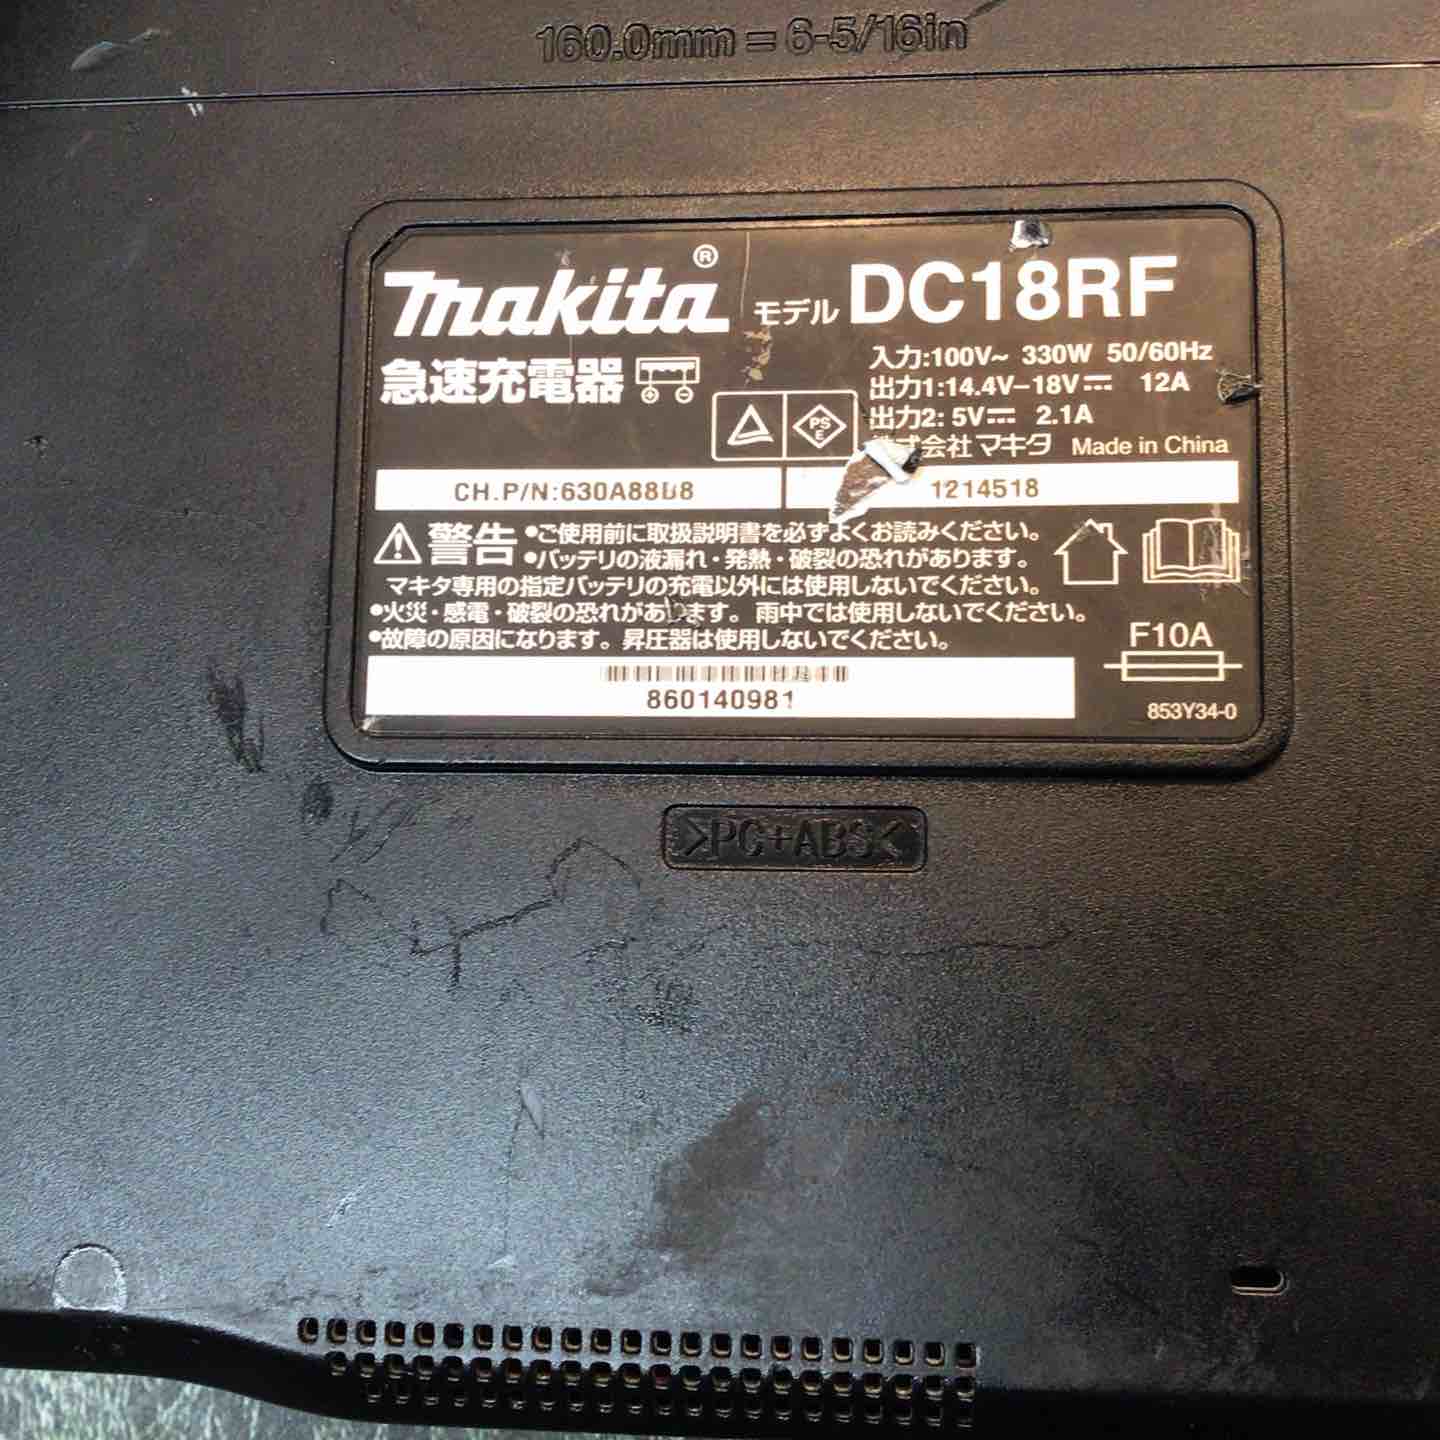 160.0mm = 6-5/16in
makita® モデル DC18RF
急速充電器
入力:100V~ 330W 50/60Hz
出力1:14.4V-18V⎓ 12A
出力2: 5V⎓ 2.1A
PS
E
式会社 マキタ Made in China
CH.P/N:630A88D8 1214518
警告 •ご使用前に取扱説明書を必ずよくお読みください。
•バッテリの液漏れ・発熱・破裂の恐れがあります。
マキタ専用の指定バッテリの充電以外には使用しないでください。
•火災・感電・破裂の恐れがあります。雨中では使用しないでください。
•故障の原因になります。昇圧器は使用しないでください。
F10A
860140981
853Y34-0
>PC+ABS<